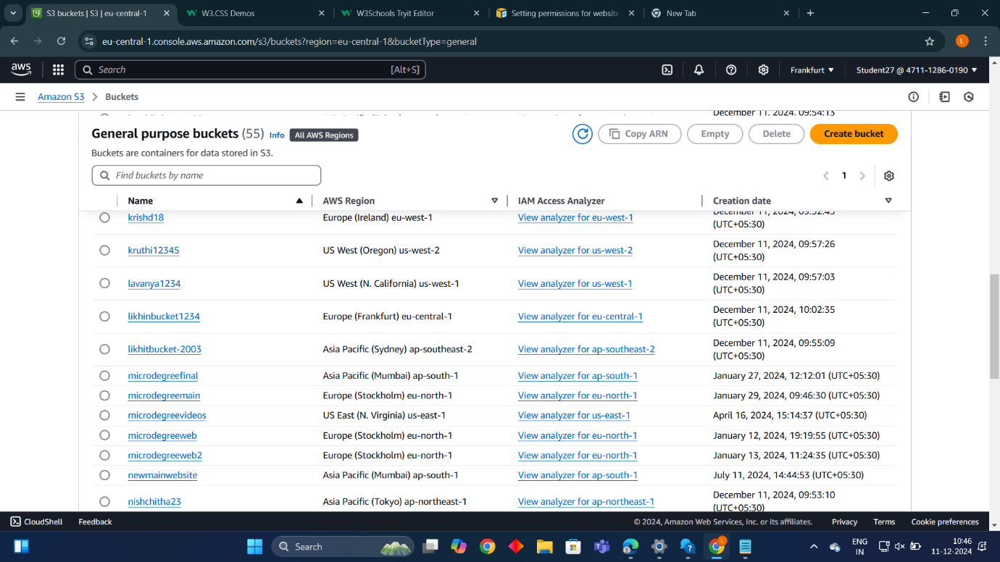 S3 buckets | S3 | eu-central-1
W3.CSS Demos
W3Schools Tryit Editor
Setting permissions for website
New Tab
eu-central-1.console.aws.amazon.com/s3/buckets?region=eu-central-1&bucketType=general
L
aws
Search [Alt+S]
Frankfurt
Student27 @ 4711-1286-0190
Amazon S3 > Buckets
December 11, 2024, 09:54:13
General purpose buckets (55) Info All AWS Regions
Copy ARN
Empty
Delete
Create bucket
Buckets are containers for data stored in S3.
Find buckets by name
1
Name AWS Region IAM Access Analyzer Creation date
krishd18 Europe (Ireland) eu-west-1 View analyzer for eu-west-1 December 11, 2024, 09:52:45
(UTC+05:30)
kruthi12345 US West (Oregon) us-west-2 View analyzer for us-west-2 December 11, 2024, 09:57:26
(UTC+05:30)
lavanya1234 US West (N. California) us-west-1 View analyzer for us-west-1 December 11, 2024, 09:57:03
(UTC+05:30)
likhinbucket1234 Europe (Frankfurt) eu-central-1 View analyzer for eu-central-1 December 11, 2024, 10:02:35
(UTC+05:30)
likhitbucket-2003 Asia Pacific (Sydney) ap-southeast-2 View analyzer for ap-southeast-2 December 11, 2024, 09:55:09
(UTC+05:30)
microdegreefinal Asia Pacific (Mumbai) ap-south-1 View analyzer for ap-south-1 January 27, 2024, 12:12:01 (UTC+05:30)
microdegreemain Europe (Stockholm) eu-north-1 View analyzer for eu-north-1 January 29, 2024, 09:46:30 (UTC+05:30)
microdegreevideos US East (N. Virginia) us-east-1 View analyzer for us-east-1 April 16, 2024, 15:14:37 (UTC+05:30)
microdegreeweb Europe (Stockholm) eu-north-1 View analyzer for eu-north-1 January 12, 2024, 19:19:55 (UTC+05:30)
microdegreeweb2 Europe (Stockholm) eu-north-1 View analyzer for eu-north-1 January 13, 2024, 11:24:35 (UTC+05:30)
newmainwebsite Asia Pacific (Mumbai) ap-south-1 View analyzer for ap-south-1 July 11, 2024, 14:44:53 (UTC+05:30)
nishchitha23 Asia Pacific (Tokyo) ap-northeast-1 View analyzer for ap-northeast-1 December 11, 2024, 09:53:10
(UTC+05:30)
CloudShell Feedback © 2024, Amazon Web Services, Inc. or its affiliates. Privacy Terms Cookie preferences
Search
ENG
IN
10:46
11-12-2024